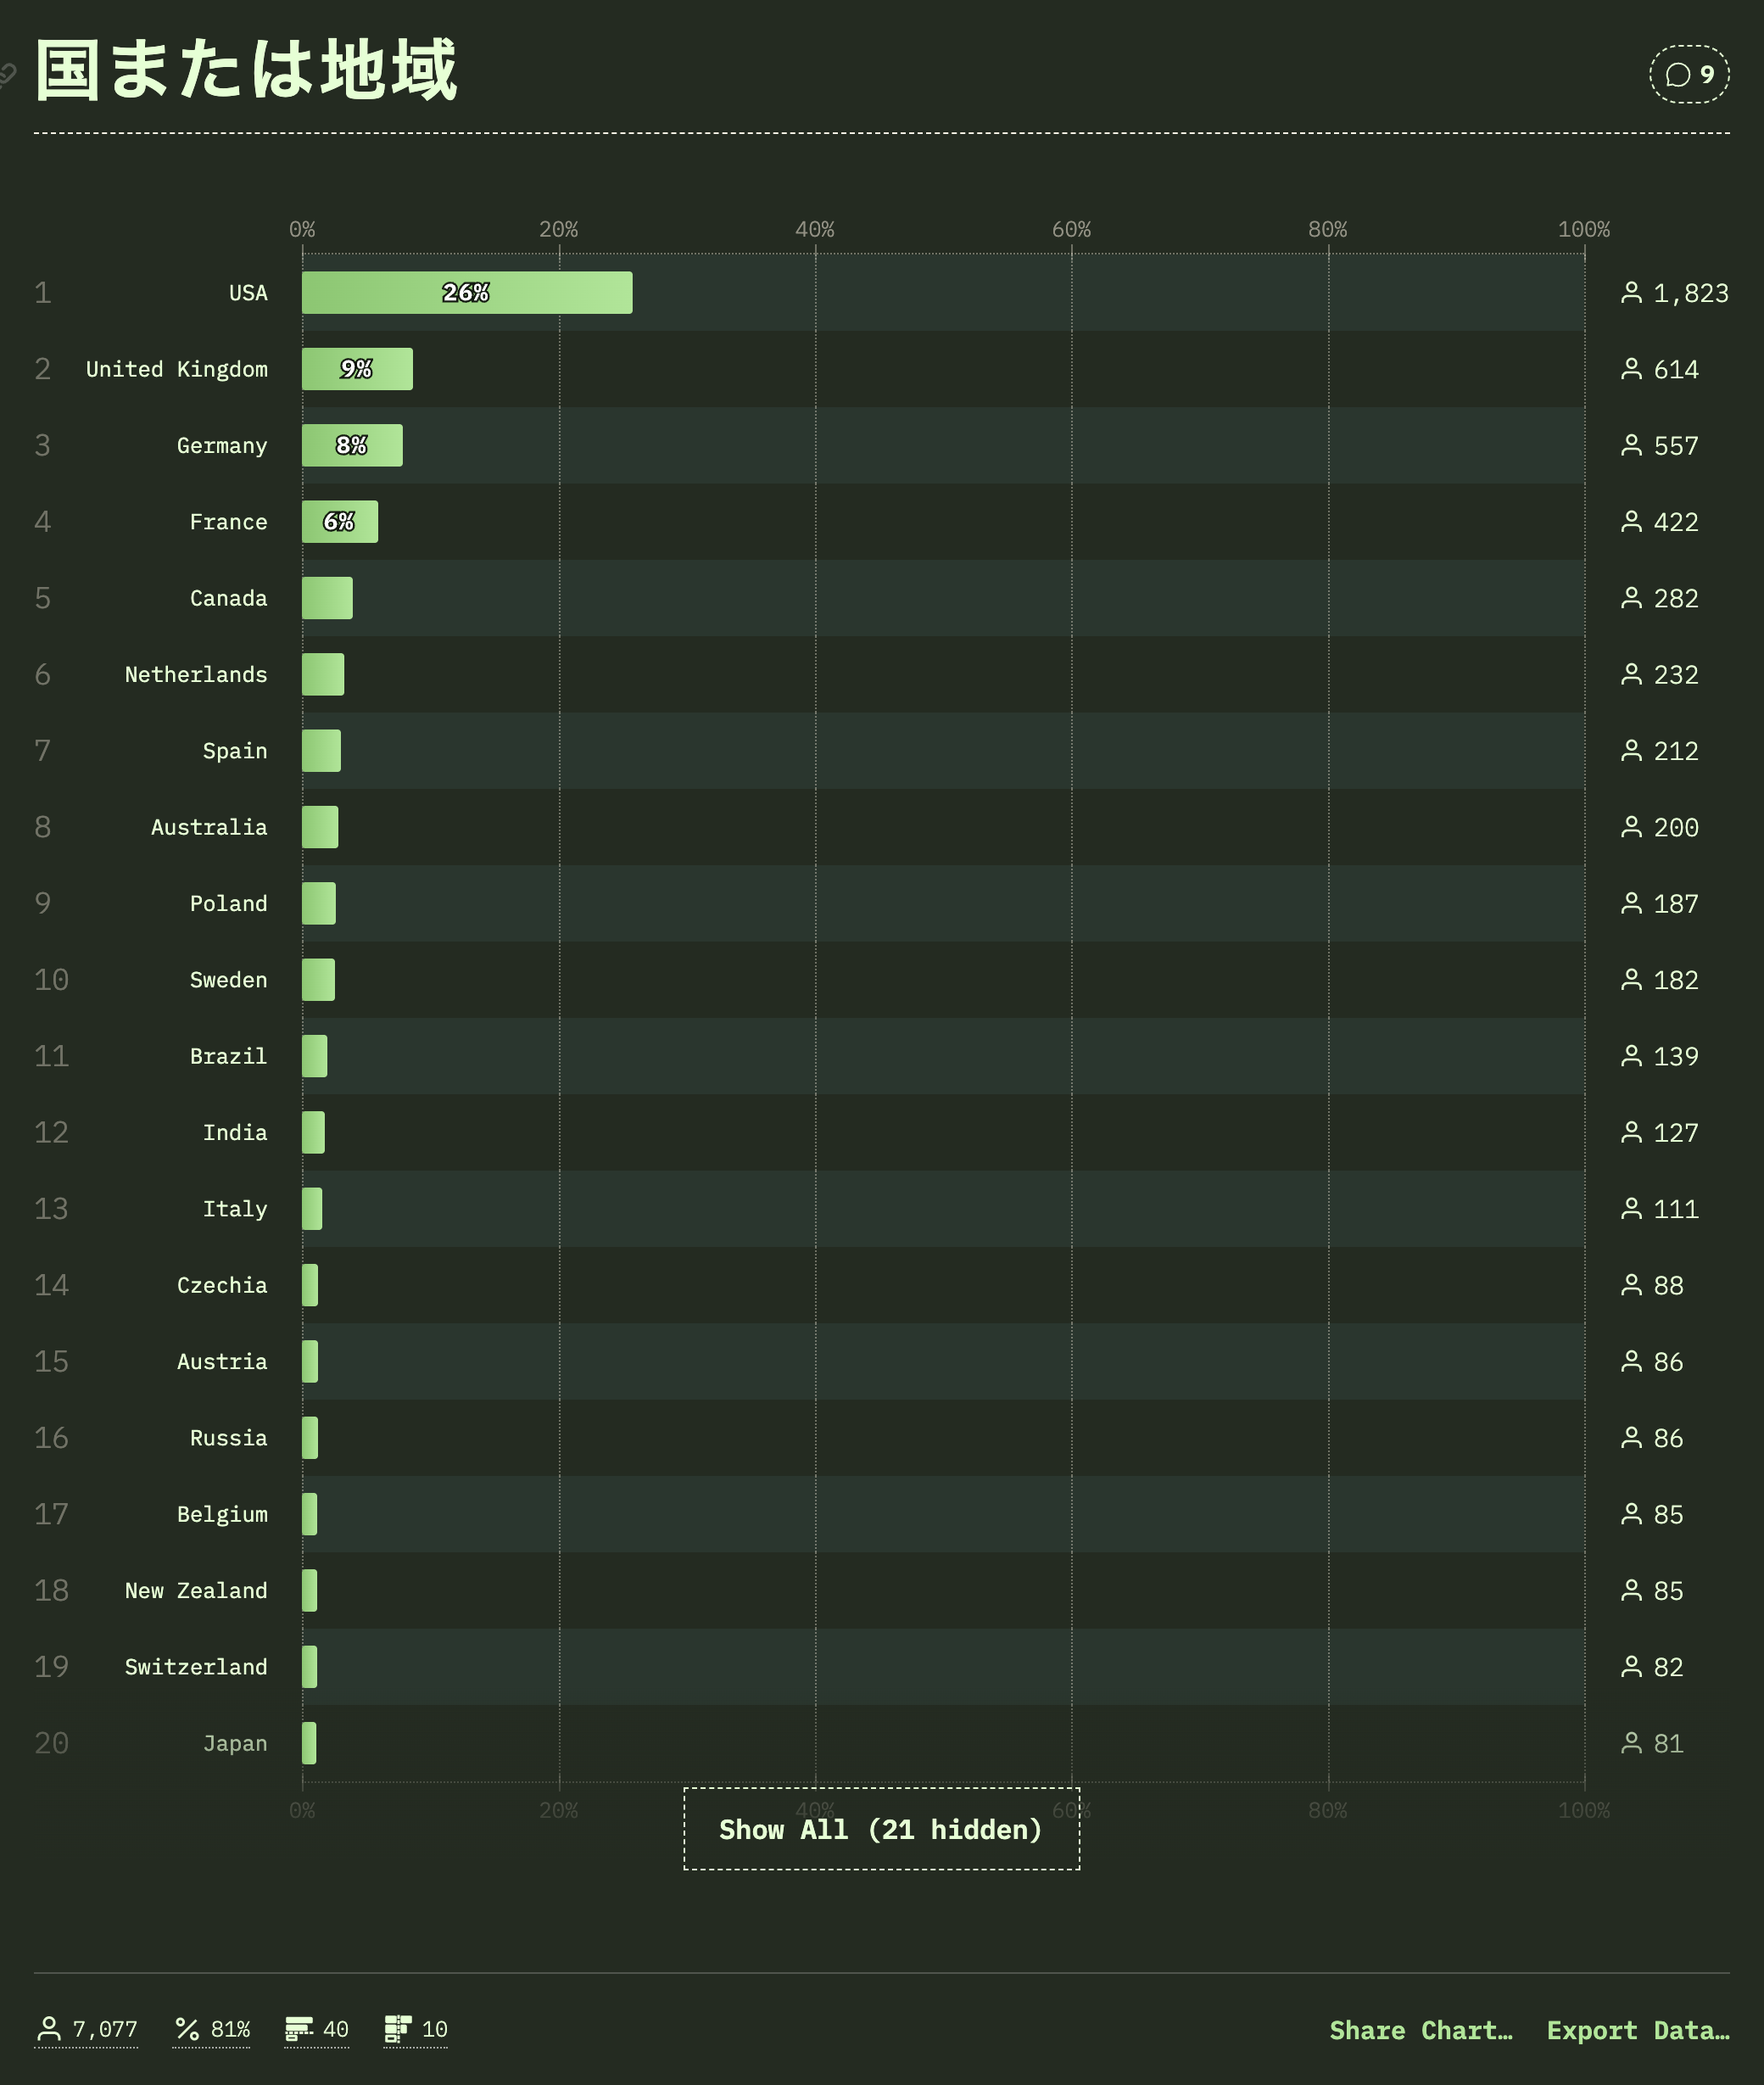 国または地域
9
0% 20% 40% 60% 80% 100%
1 USA 26% 1,823
2 United Kingdom 9% 614
3 Germany 8% 557
4 France 6% 422
5 Canada 282
6 Netherlands 232
7 Spain 212
8 Australia 200
9 Poland 187
10 Sweden 182
11 Brazil 139
12 India 127
13 Italy 111
14 Czechia 88
15 Austria 86
16 Russia 86
17 Belgium 85
18 New Zealand 85
19 Switzerland 82
20 Japan 81
0% 20% 40% 60% 80% 100%
Show All (21 hidden)
7,077 81% 40 10 Share Chart… Export Data…